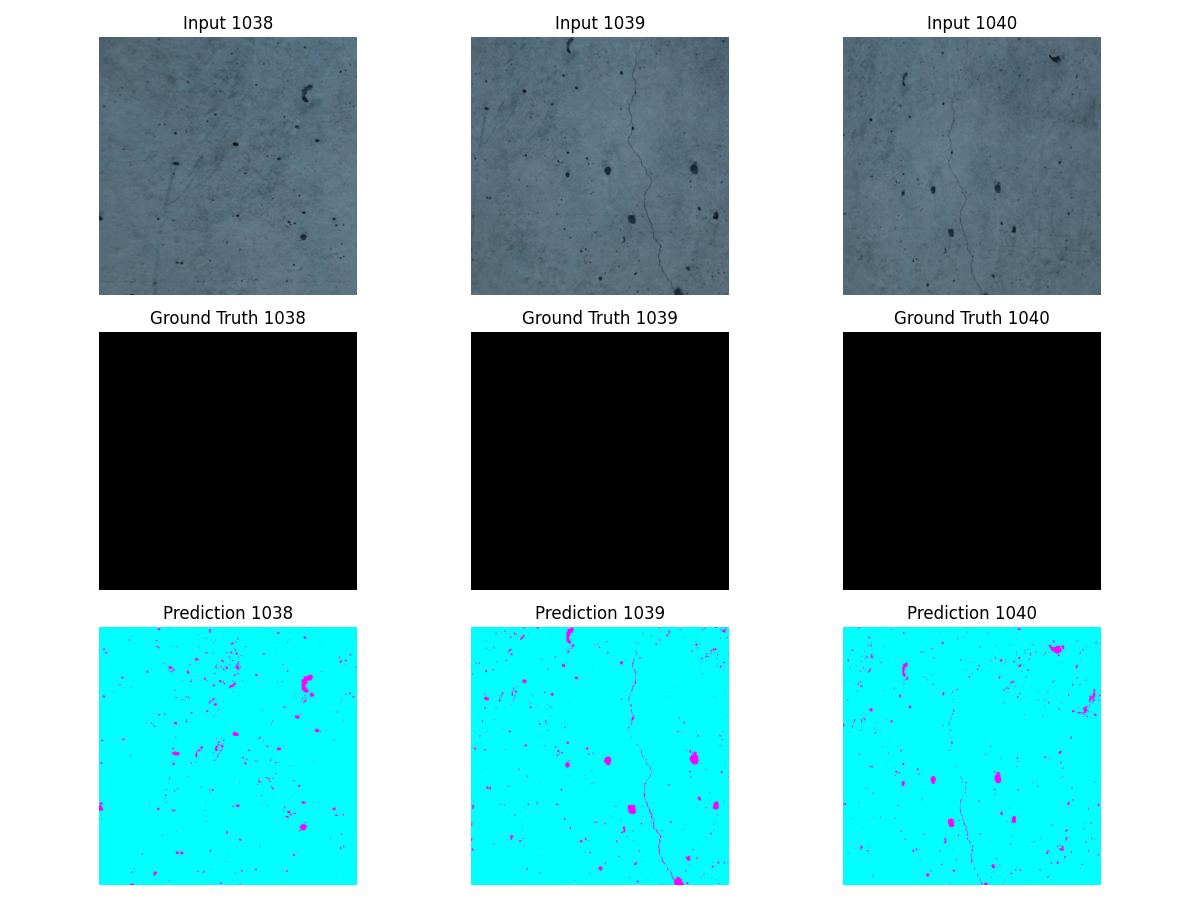 Input 1038
Input 1039
Input 1040
Ground Truth 1038
Ground Truth 1039
Ground Truth 1040
Prediction 1038
Prediction 1039
Prediction 1040